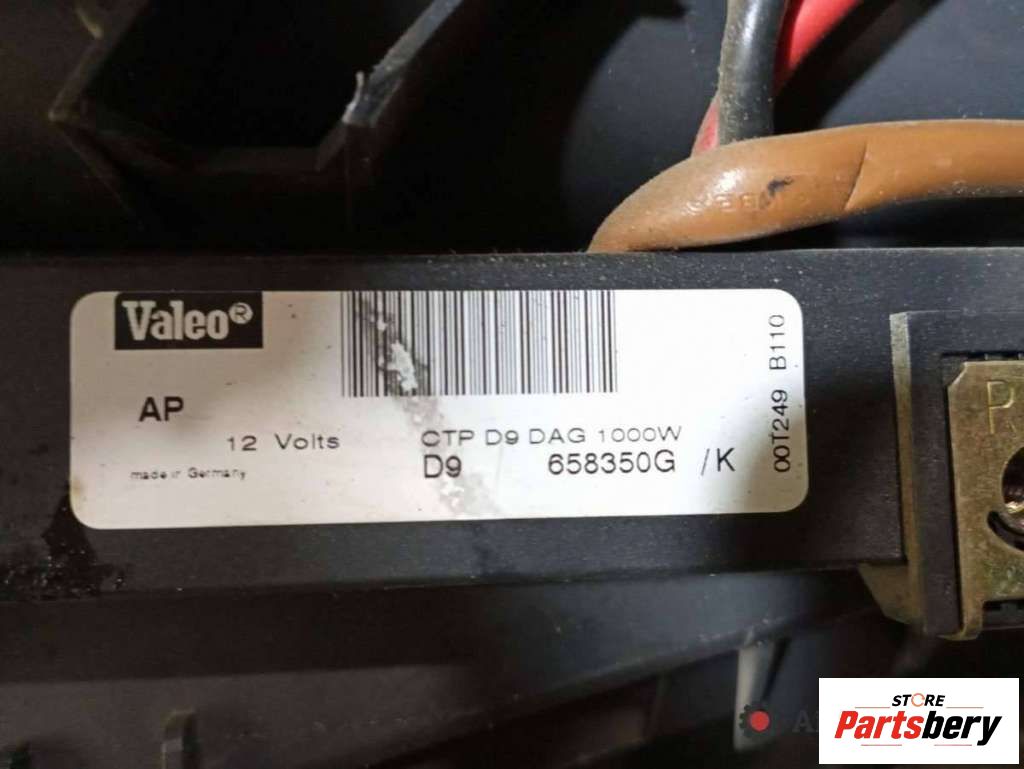 Valeo®
AP
12 Volts
CTP D9 DAG 1000W
made in Germany
D9 658350G /K
00T249 B110
P
STORE
Partsbery